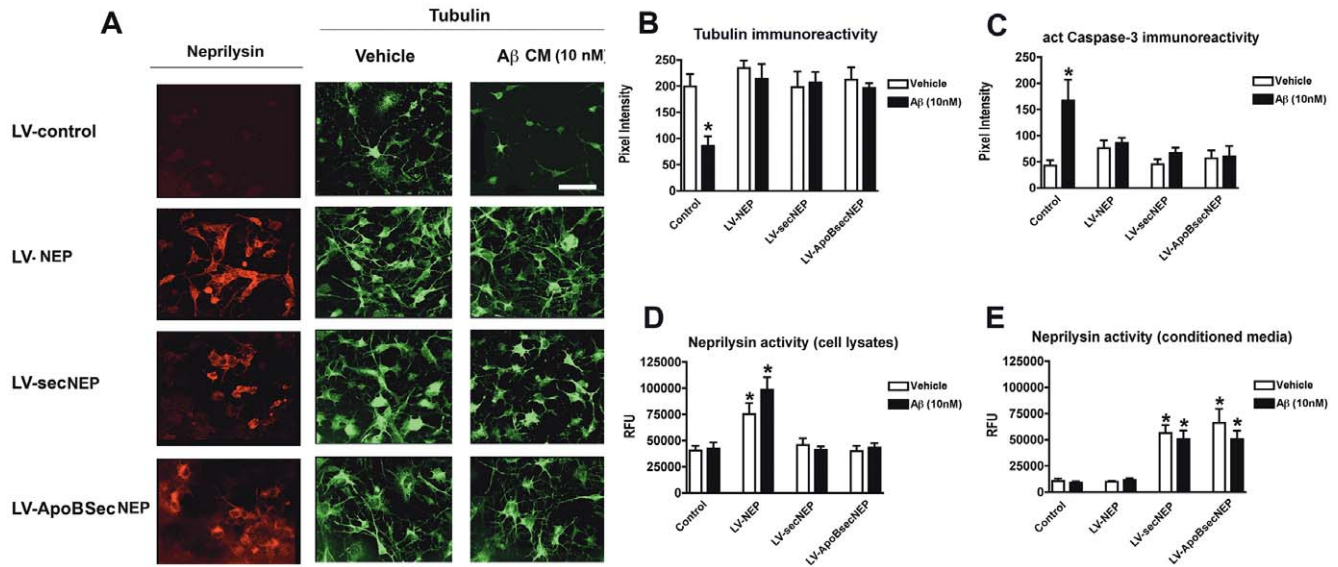 A
Tubulin
Neprilysin
Vehicle
Aβ CM (10 nM)
LV-control
LV-NEP
LV-secNEP
LV-ApoBSecNEP
B
Tubulin immunoreactivity
Pixel Intensity
250
200
150
100
50
0
*
Control
LV-NEP
LV-secNEP
LV-ApoBsecNEP
Vehicle
Aβ (10nM)
C
act Caspase-3 immunoreactivity
Pixel Intensity
250
200
150
100
50
0
*
Control
LV-NEP
LV-secNEP
LV-ApoBsecNEP
Vehicle
Aβ (10nM)
D
Neprilysin activity (cell lysates)
RFU
125000
100000
75000
50000
25000
0
* *
Control
LV-NEP
LV-secNEP
LV-ApoBsecNEP
Vehicle
Aβ (10nM)
E
Neprilysin activity (conditioned media)
RFU
125000
100000
75000
50000
25000
0
* * * *
Control
LV-NEP
LV-secNEP
LV-ApoBsecNEP
Vehicle
Aβ (10nM)